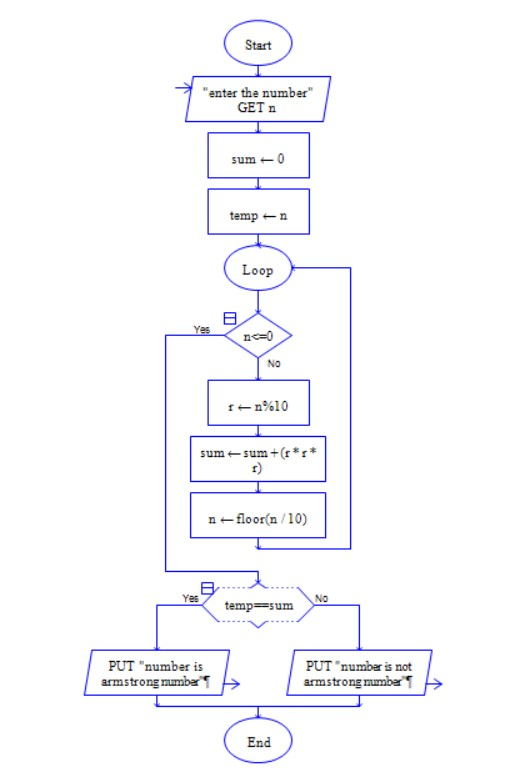 Start
"enter the number"
GET n
sum ← 0
temp ← n
Loop
Yes
n<=0
No
r ← n%10
sum ← sum + (r * r *
r)
n ← floor(n / 10)
Yes
temp==sum
No
PUT "number is
armstrong number"¶
PUT "number is not
armstrong number"¶
End